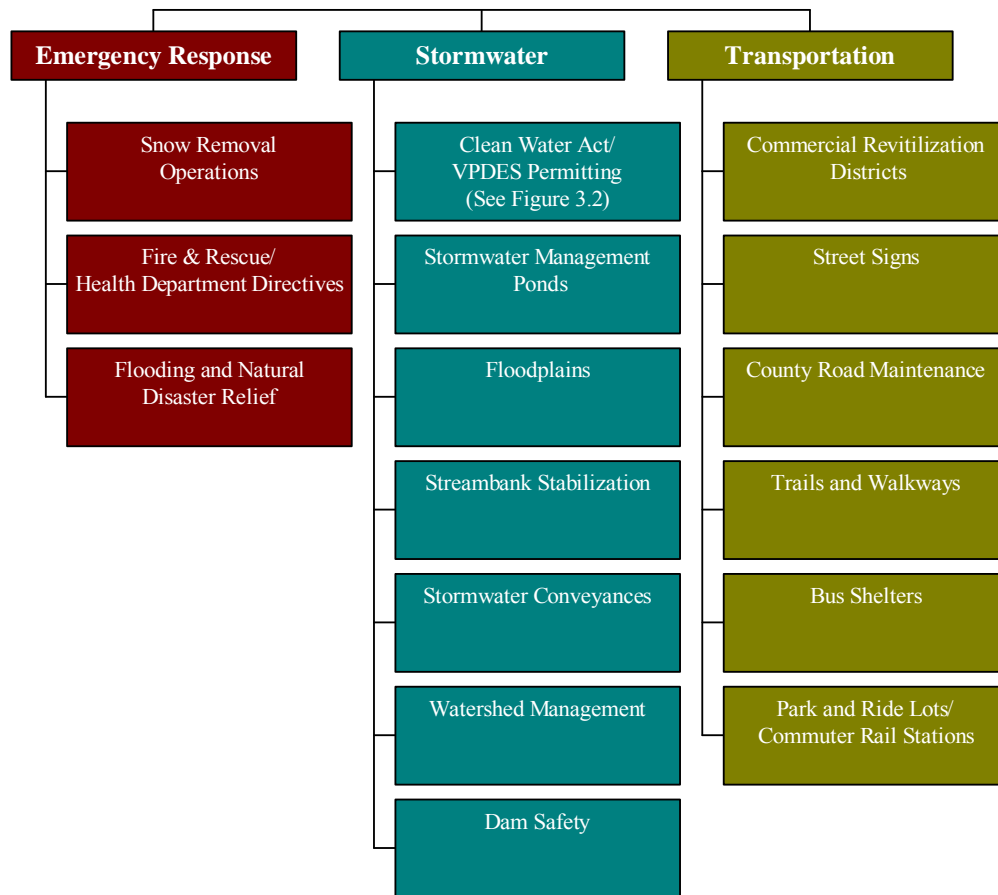 Emergency Response
Snow Removal
Operations
Fire & Rescue/
Health Department Directives
Flooding and Natural
Disaster Relief
Stormwater
Clean Water Act/
VPDES Permitting
(See Figure 3.2)
Stormwater Management
Ponds
Floodplains
Streambank Stabilization
Stormwater Conveyances
Watershed Management
Dam Safety
Transportation
Commercial Revitilization
Districts
Street Signs
County Road Maintenance
Trails and Walkways
Bus Shelters
Park and Ride Lots/
Commuter Rail Stations